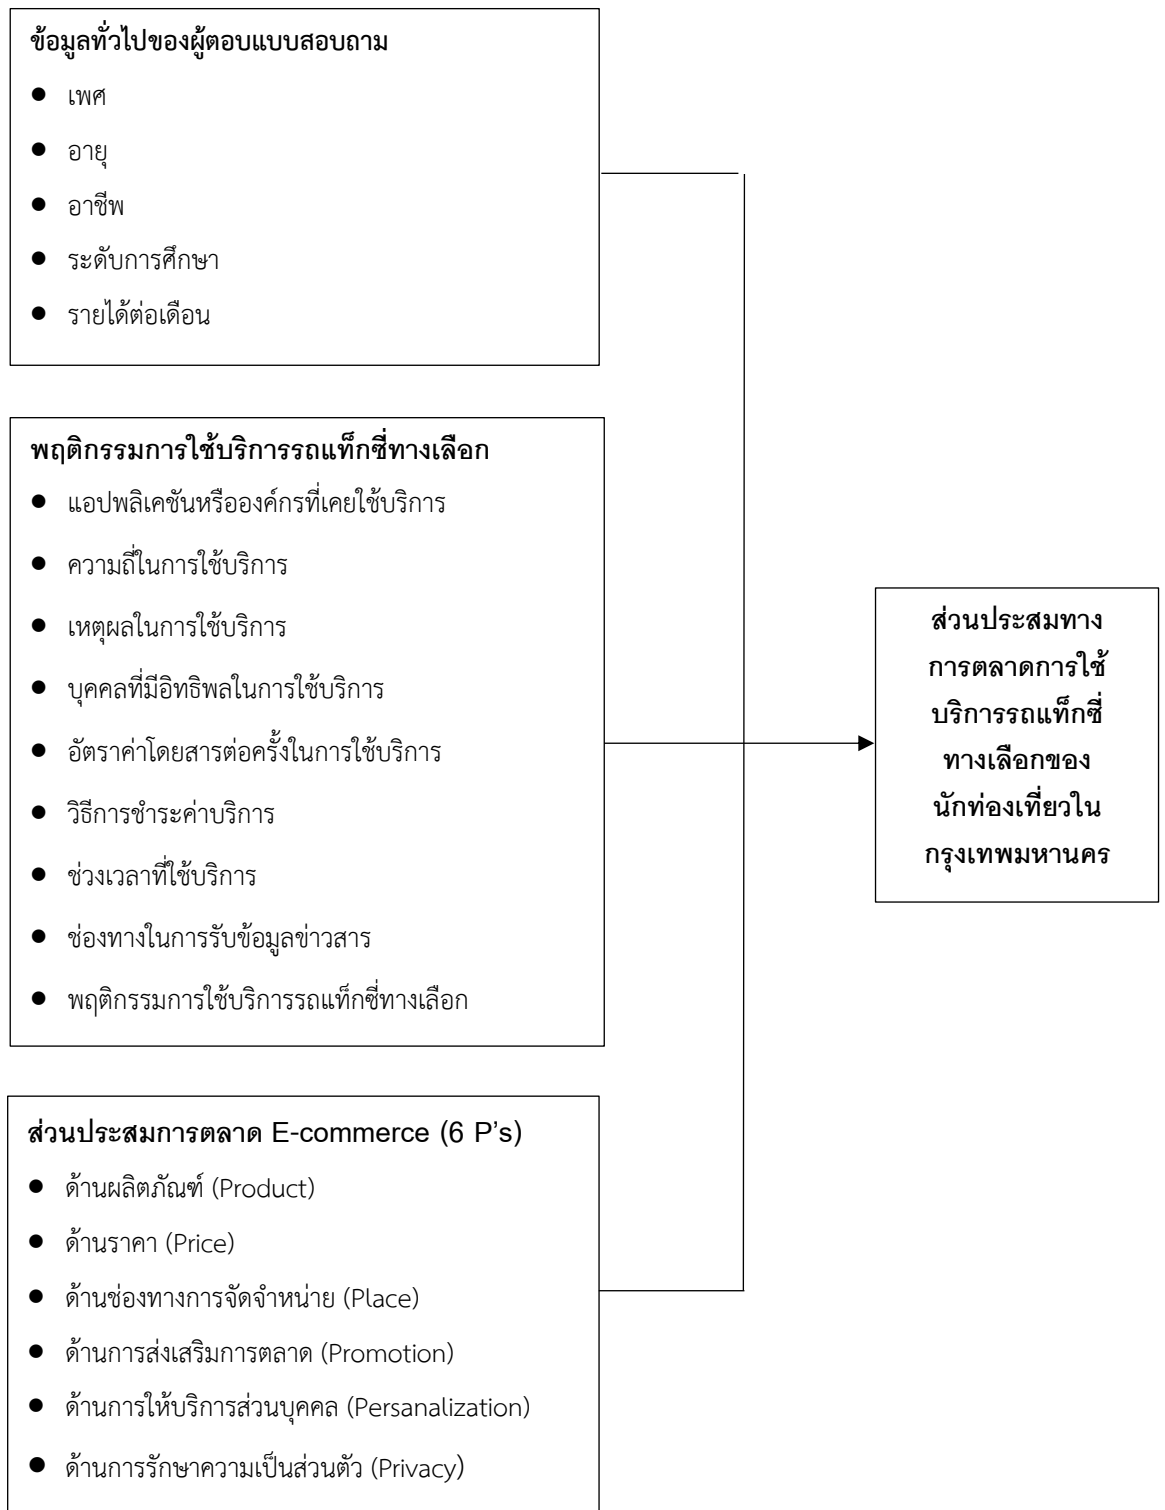 ข้อมูลทั่วไปของผู้ตอบแบบสอบถาม
● เพศ
● อายุ
● อาชีพ
● ระดับการศึกษา
● รายได้ต่อเดือน
พฤติกรรมการใช้บริการรถแท็กซี่ทางเลือก
● แอปพลิเคชันหรือองค์กรที่เคยใช้บริการ
● ความถี่ในการใช้บริการ
● เหตุผลในการใช้บริการ
● บุคคลที่มีอิทธิพลในการใช้บริการ
● อัตราค่าโดยสารต่อครั้งในการใช้บริการ
● วิธีการชำระค่าบริการ
● ช่วงเวลาที่ใช้บริการ
● ช่องทางในการรับข้อมูลข่าวสาร
● พฤติกรรมการใช้บริการรถแท็กซี่ทางเลือก
ส่วนประสมทาง
การตลาดการใช้
บริการรถแท็กซี่
ทางเลือกของ
นักท่องเที่ยวใน
กรุงเทพมหานคร
ส่วนประสมการตลาด E-commerce (6 P’s)
● ด้านผลิตภัณฑ์ (Product)
● ด้านราคา (Price)
● ด้านช่องทางการจัดจำหน่าย (Place)
● ด้านการส่งเสริมการตลาด (Promotion)
● ด้านการให้บริการส่วนบุคคล (Persanalization)
● ด้านการรักษาความเป็นส่วนตัว (Privacy)